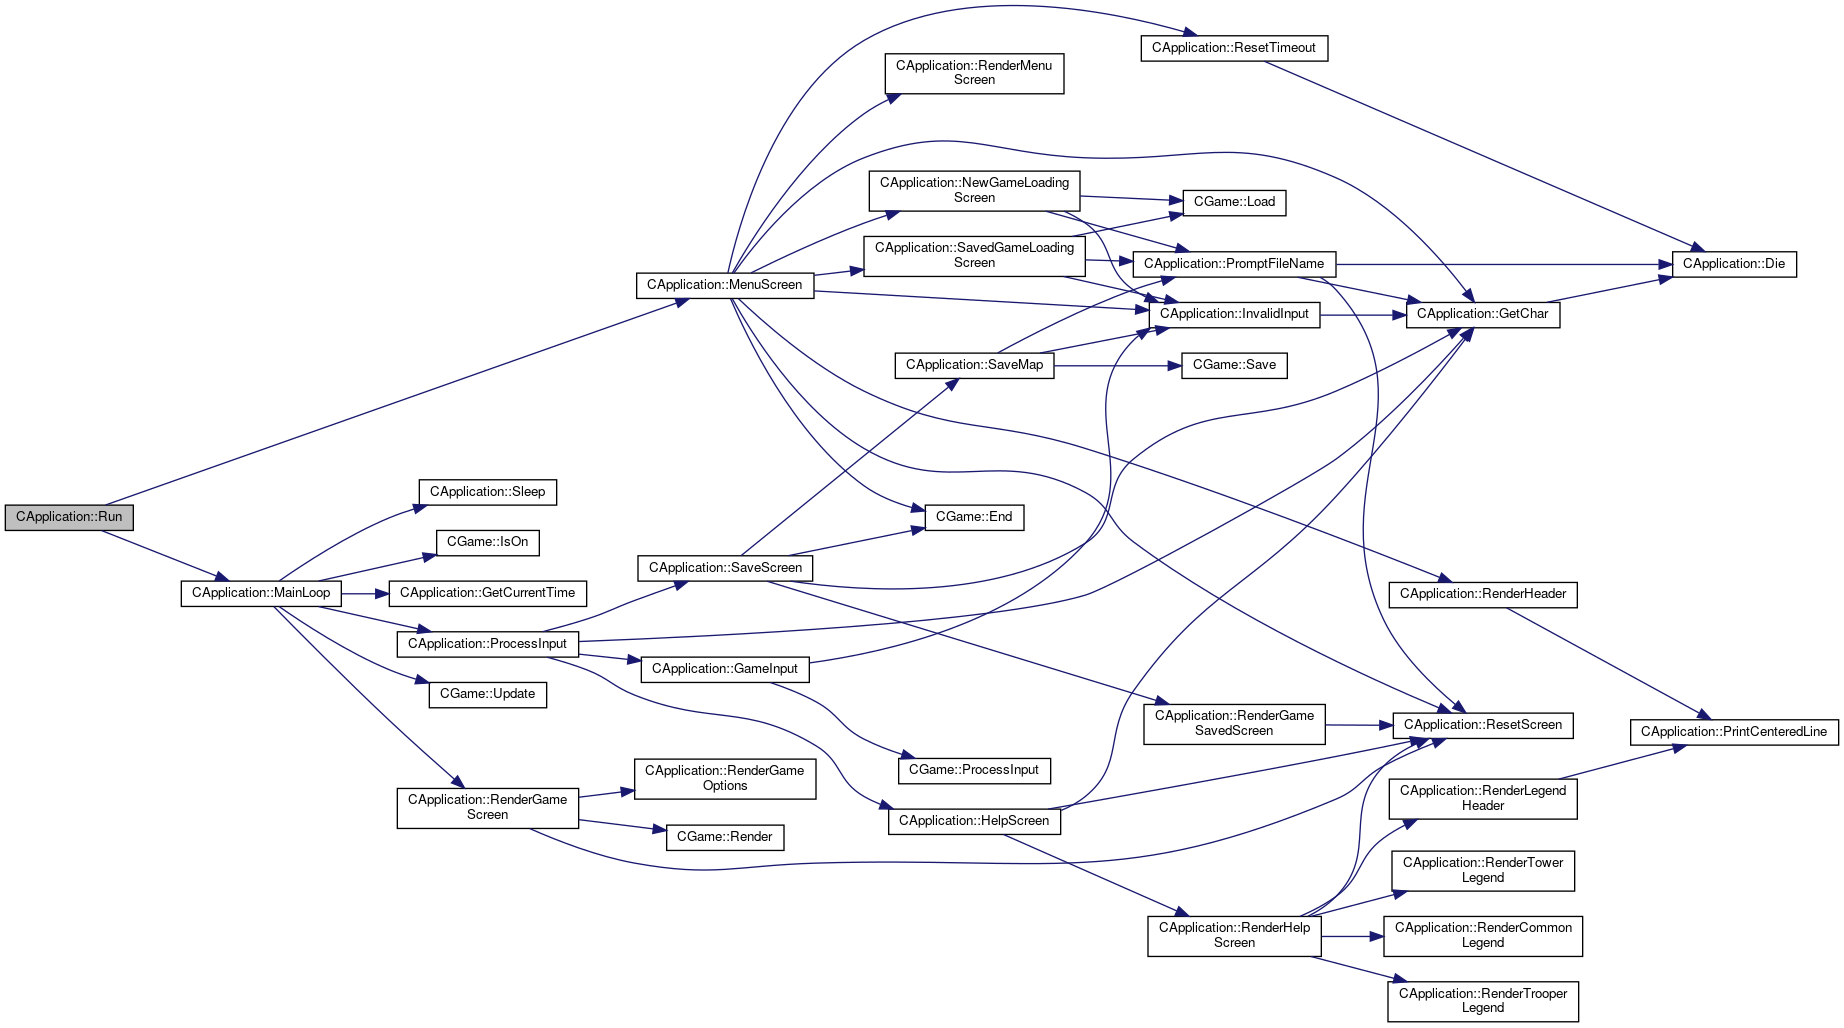 CApplication::ResetTimeout
CApplication::RenderMenu
Screen
CApplication::NewGameLoading
Screen
CGame::Load
CApplication::SavedGameLoading
Screen
CApplication::PromptFileName
CApplication::Die
CApplication::MenuScreen
CApplication::InvalidInput
CApplication::GetChar
CApplication::SaveMap
CGame::Save
CApplication::Sleep
CApplication::Run
CGame::End
CGame::IsOn
CApplication::SaveScreen
CApplication::MainLoop
CApplication::GetCurrentTime
CApplication::RenderHeader
CApplication::ProcessInput
CApplication::GameInput
CGame::Update
CApplication::RenderGame
SavedScreen
CApplication::ResetScreen
CApplication::PrintCenteredLine
CGame::ProcessInput
CApplication::RenderGame
Options
CApplication::RenderGame
Screen
CApplication::RenderLegend
Header
CApplication::HelpScreen
CGame::Render
CApplication::RenderTower
Legend
CApplication::RenderHelp
Screen
CApplication::RenderCommon
Legend
CApplication::RenderTrooper
Legend